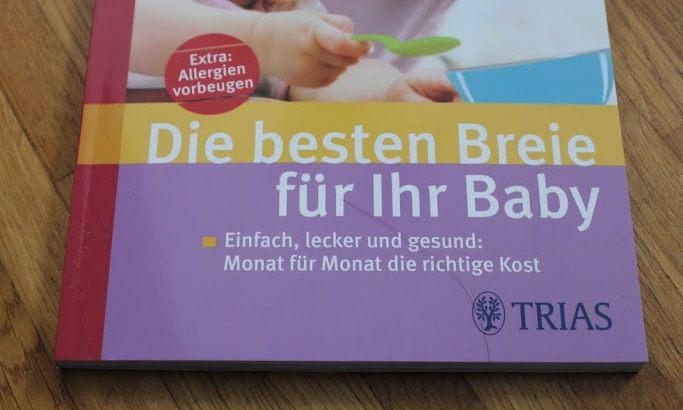 Extra:
Allergien
vorbeugen
Die besten Breie
für Ihr Baby
Einfach, lecker und gesund:
Monat für Monat die richtige Kost
TRIAS